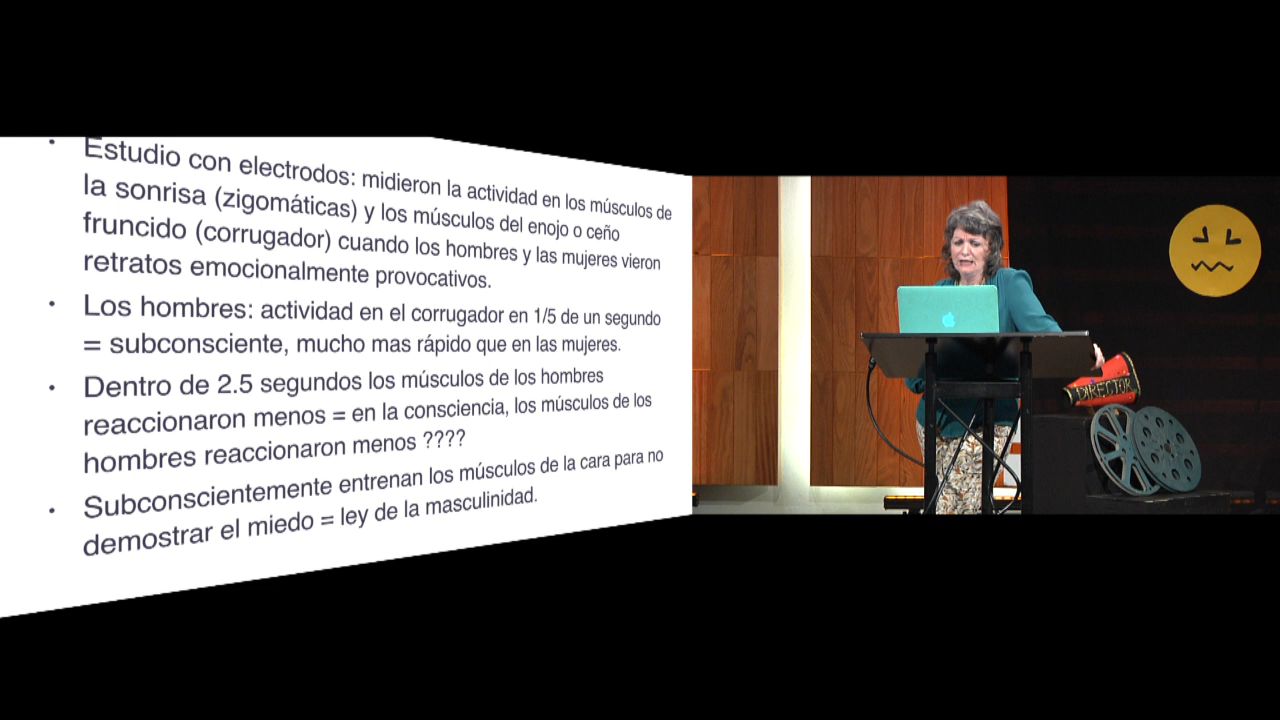 • Estudio con electrodos: midieron la actividad en los músculos de
la sonrisa (zigomáticas) y los músculos del enojo o ceño
fruncido (corrugador) cuando los hombres y las mujeres vieron
retratos emocionalmente provocativos.
• Los hombres: actividad en el corrugador en 1/5 de un segundo
= subconsciente, mucho mas rápido que en las mujeres.
• Dentro de 2.5 segundos los músculos de los hombres
reaccionaron menos = en la consciencia, los músculos de los
hombres reaccionaron menos ????
• Subconscientemente entrenan los músculos de la cara para no
demostrar el miedo = ley de la masculinidad.
DIRECTOR